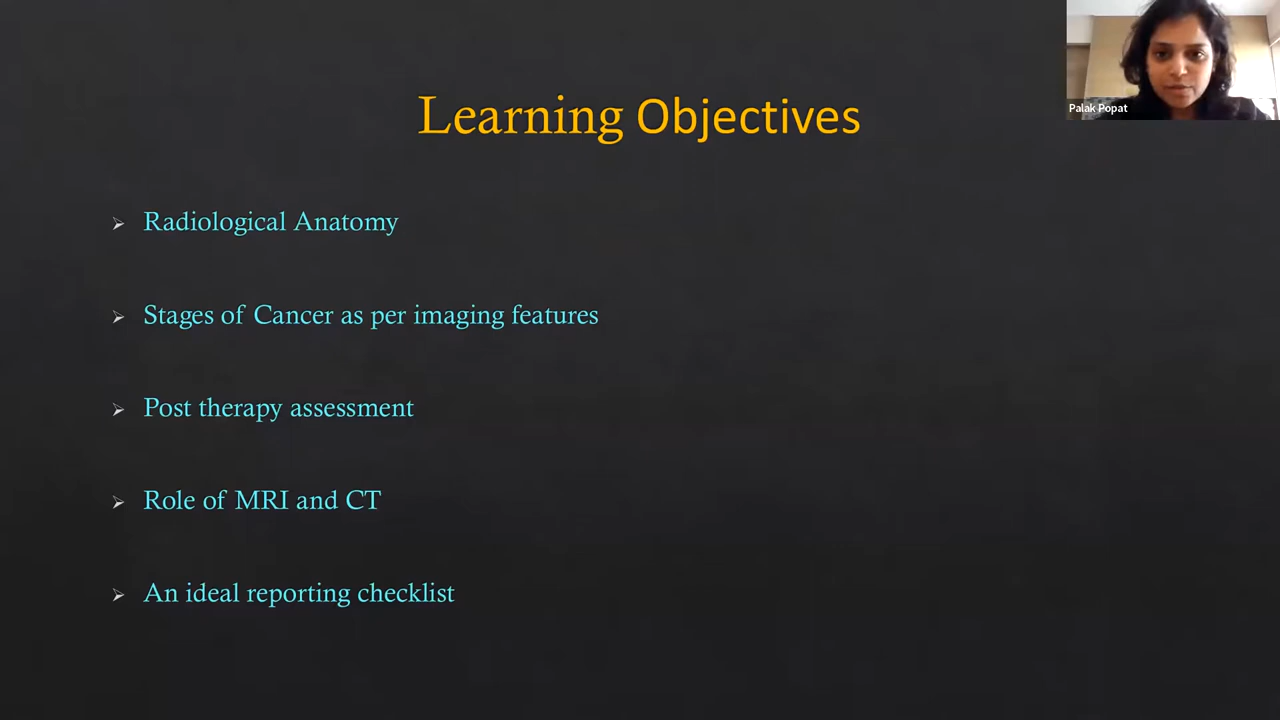 Palak Popat
Learning Objectives
Radiological Anatomy
Stages of Cancer as per imaging features
Post therapy assessment
Role of MRI and CT
An ideal reporting checklist